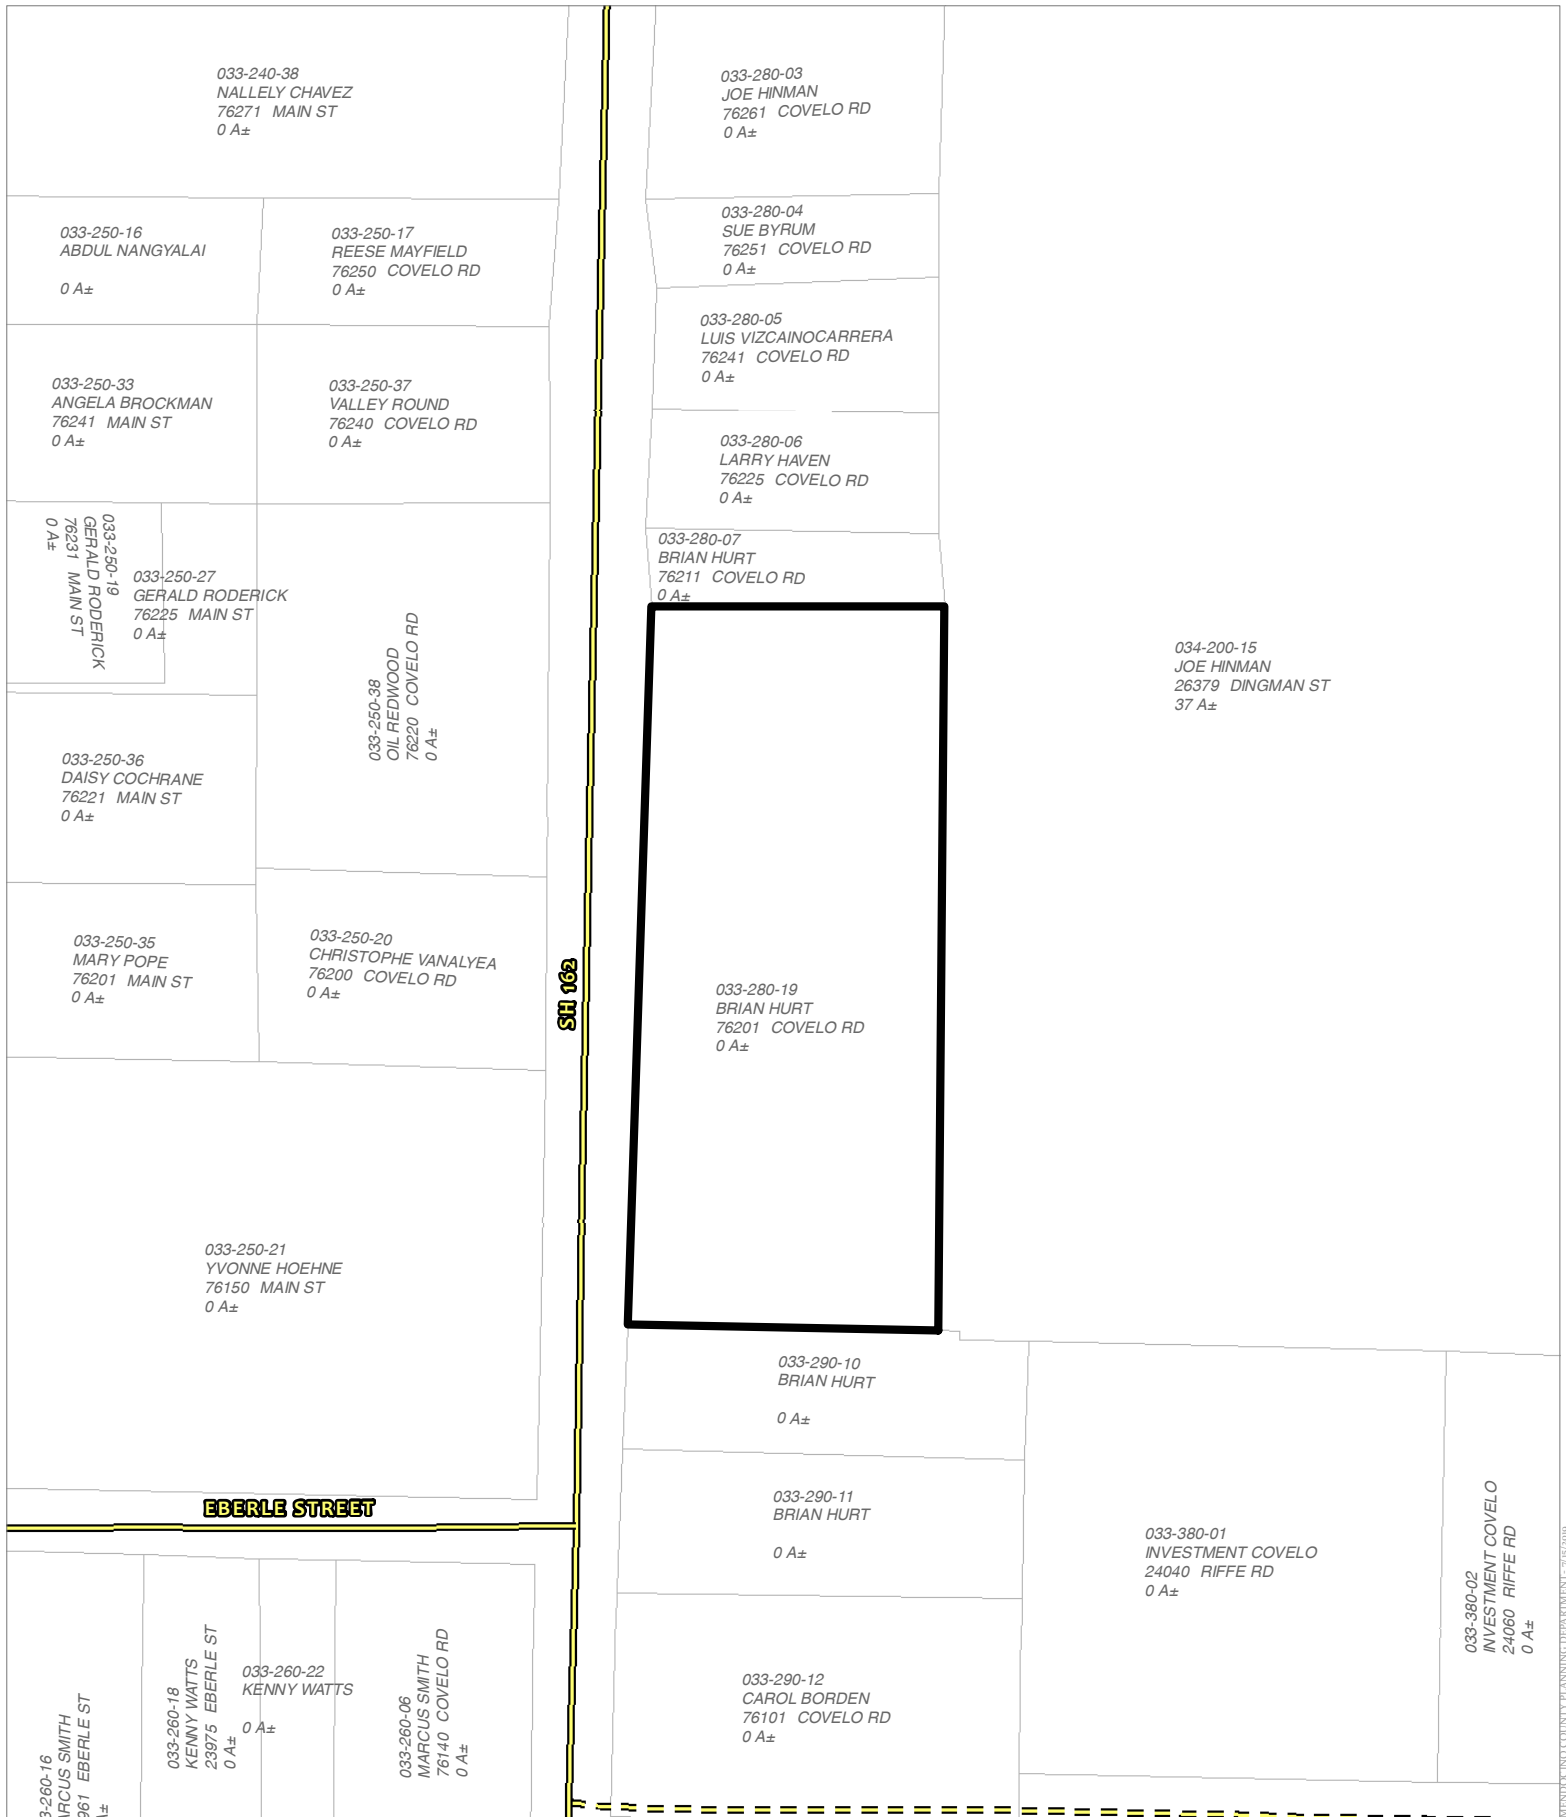 033-240-38
NALLELY CHAVEZ
76271 MAIN ST
0 A±
033-280-03
JOE HINMAN
76261 COVELO RD
0 A±
033-250-16
ABDUL NANGYALAI
0 A±
033-250-17
REESE MAYFIELD
76250 COVELO RD
0 A±
033-280-04
SUE BYRUM
76251 COVELO RD
0 A±
033-280-05
LUIS VIZCAINOCARRERA
76241 COVELO RD
0 A±
033-250-33
ANGELA BROCKMAN
76241 MAIN ST
0 A±
033-250-37
VALLEY ROUND
76240 COVELO RD
0 A±
033-280-06
LARRY HAVEN
76225 COVELO RD
0 A±
033-250-19
GERALD RODERICK
76231 MAIN ST
0 A±
033-250-27
GERALD RODERICK
76225 MAIN ST
0 A±
033-280-07
BRIAN HURT
76211 COVELO RD
0 A±
033-250-38
OIL REDWOOD
76220 COVELO RD
0 A±
034-200-15
JOE HINMAN
26379 DINGMAN ST
37 A±
033-250-36
DAISY COCHRANE
76221 MAIN ST
0 A±
033-250-35
MARY POPE
76201 MAIN ST
0 A±
033-250-20
CHRISTOPHE VANALYEA
76200 COVELO RD
0 A±
SH 162
033-280-19
BRIAN HURT
76201 COVELO RD
0 A±
033-250-21
YVONNE HOEHNE
76150 MAIN ST
0 A±
033-290-10
BRIAN HURT
0 A±
EBERLE STREET
033-290-11
BRIAN HURT
0 A±
033-380-01
INVESTMENT COVELO
24040 RIFFE RD
0 A±
033-380-02
INVESTMENT COVELO
24060 RIFFE RD
0 A±
3-260-16
RCUS SMITH
961 EBERLE ST
A±
033-260-18
KENNY WATTS
23975 EBERLE ST
0 A±
033-260-22
KENNY WATTS
0 A±
033-260-06
MARCUS SMITH
76140 COVELO RD
0 A±
033-290-12
CAROL BORDEN
76101 COVELO RD
0 A±
MENDOCINO COUNTY PLANNING DEPARTMENT -